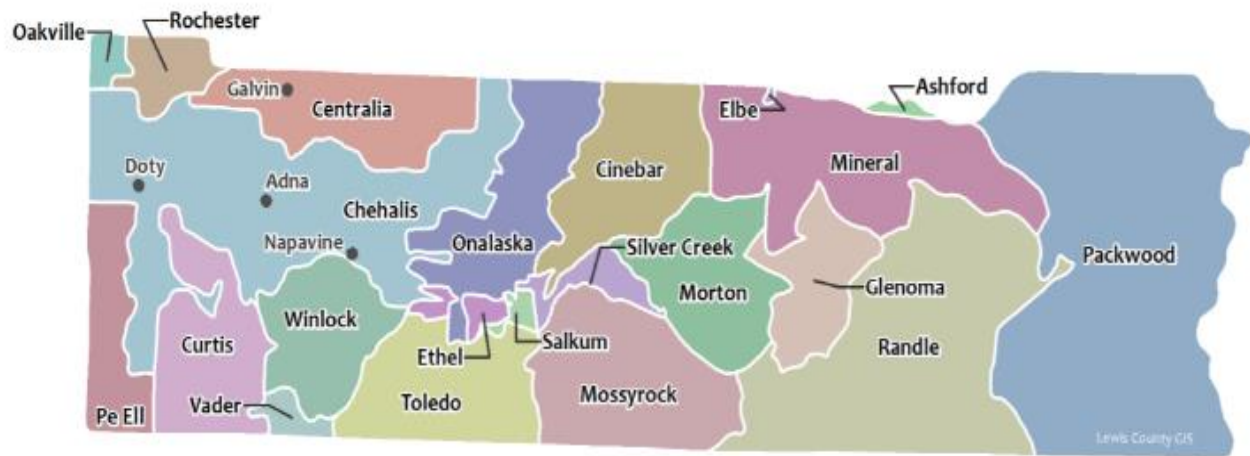 Rochester
Oakville
Galvin
Centralia
Elbe
Ashford
Doty
Adna
Chehalis
Cinebar
Mineral
Napavine
Onalaska
Silver Creek
Packwood
Winlock
Morton
Glenoma
Curtis
Ethel
Salkum
Randle
Pe Ell
Vader
Toledo
Mossyrock
Lewis County GIS